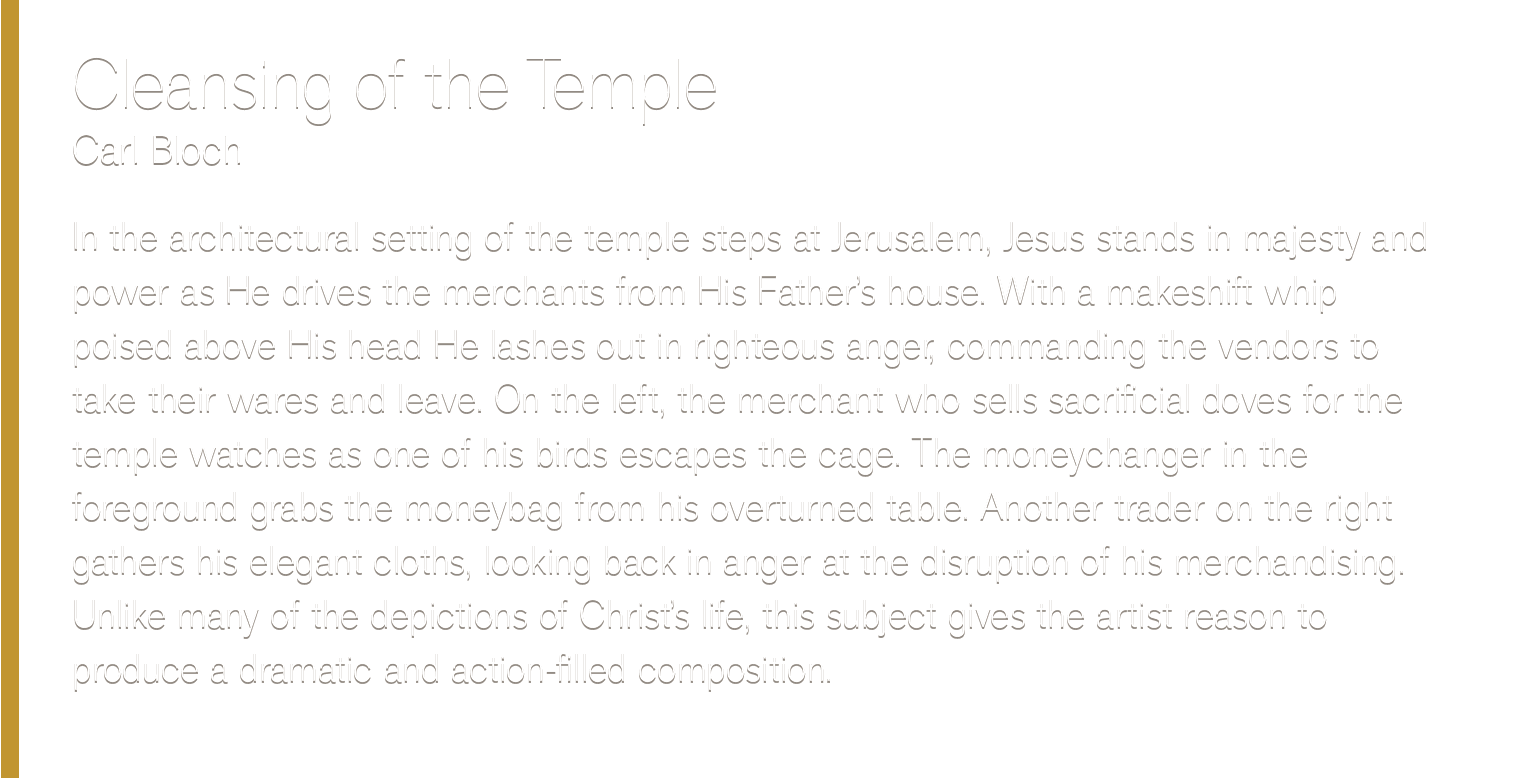 Cleansing of the Temple
Carl Bloch
In the architectural setting of the temple steps at Jerusalem, Jesus stands in majesty and
power as He drives the merchants from His Father’s house. With a makeshift whip
poised above His head He lashes out in righteous anger, commanding the vendors to
take their wares and leave. On the left, the merchant who sells sacrificial doves for the
temple watches as one of his birds escapes the cage. The moneychanger in the
foreground grabs the moneybag from his overturned table. Another trader on the right
gathers his elegant cloths, looking back in anger at the disruption of his merchandising.
Unlike many of the depictions of Christ’s life, this subject gives the artist reason to
produce a dramatic and action-filled composition.